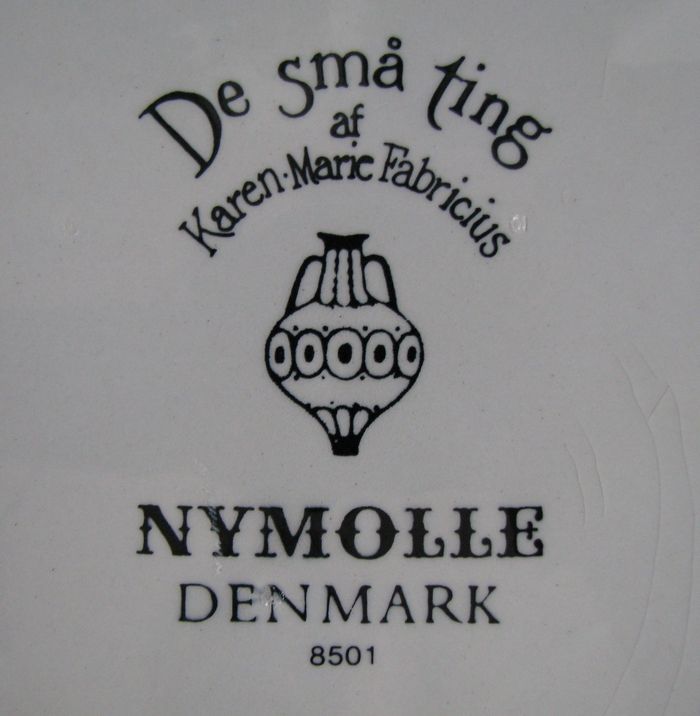 De små ting
af
Karen-Marie Fabricius
NYMOLLE
DENMARK
8501